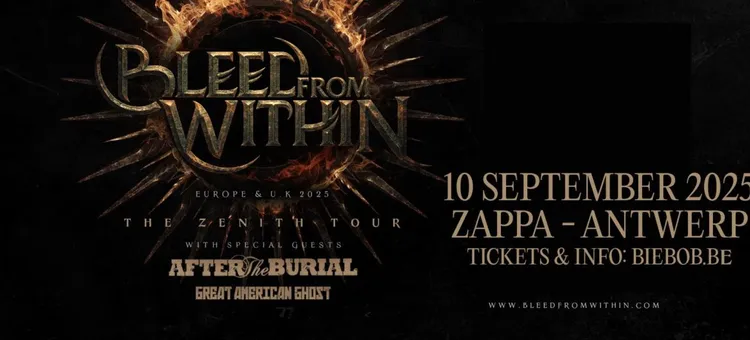 BLEED FROM
WITHIN
EUROPE & UK 2025
THE ZENITH TOUR
WITH SPECIAL GUESTS
AFTER The BURIAL
GREAT AMERICAN GHOST
10 SEPTEMBER 2025
ZAPPA - ANTWERP
TICKETS & INFO: BIEBOB.BE
WWW.BLEEDFROMWITHIN.COM